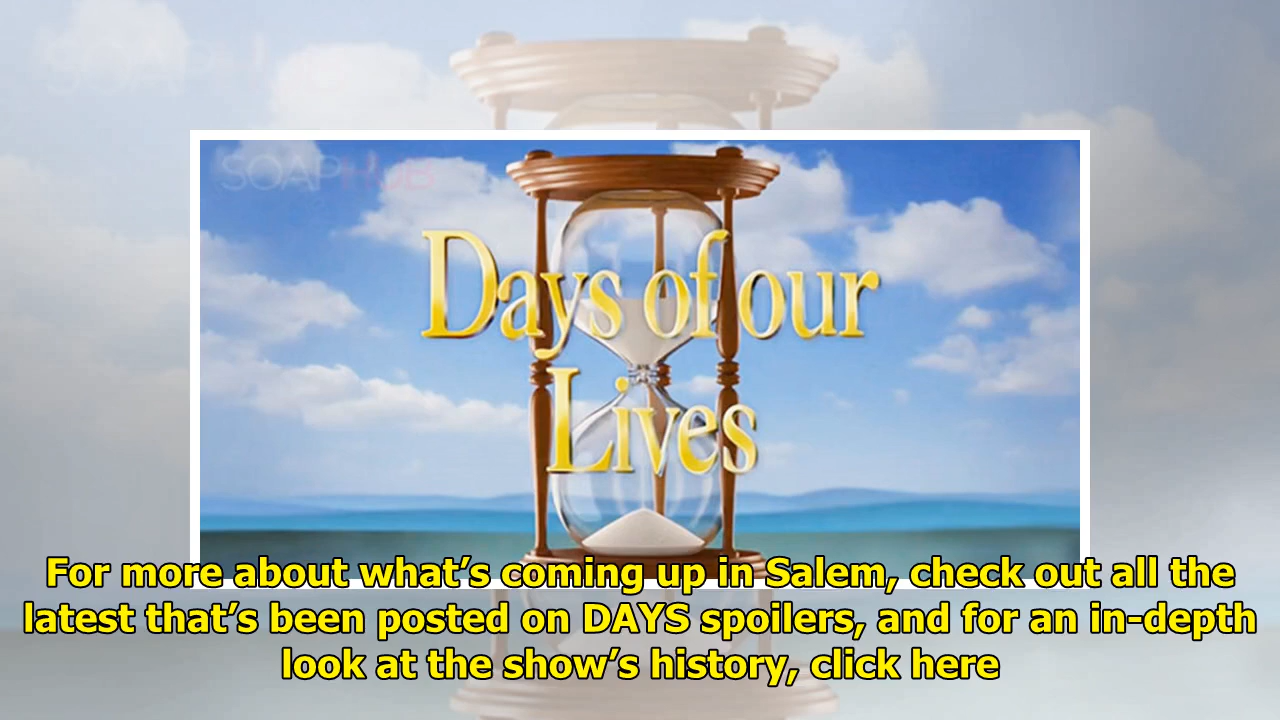 SOAPHUB
Days of our
Lives
For more about what’s coming up in Salem, check out all the
latest that’s been posted on DAYS spoilers, and for an in-depth
look at the show’s history, click here